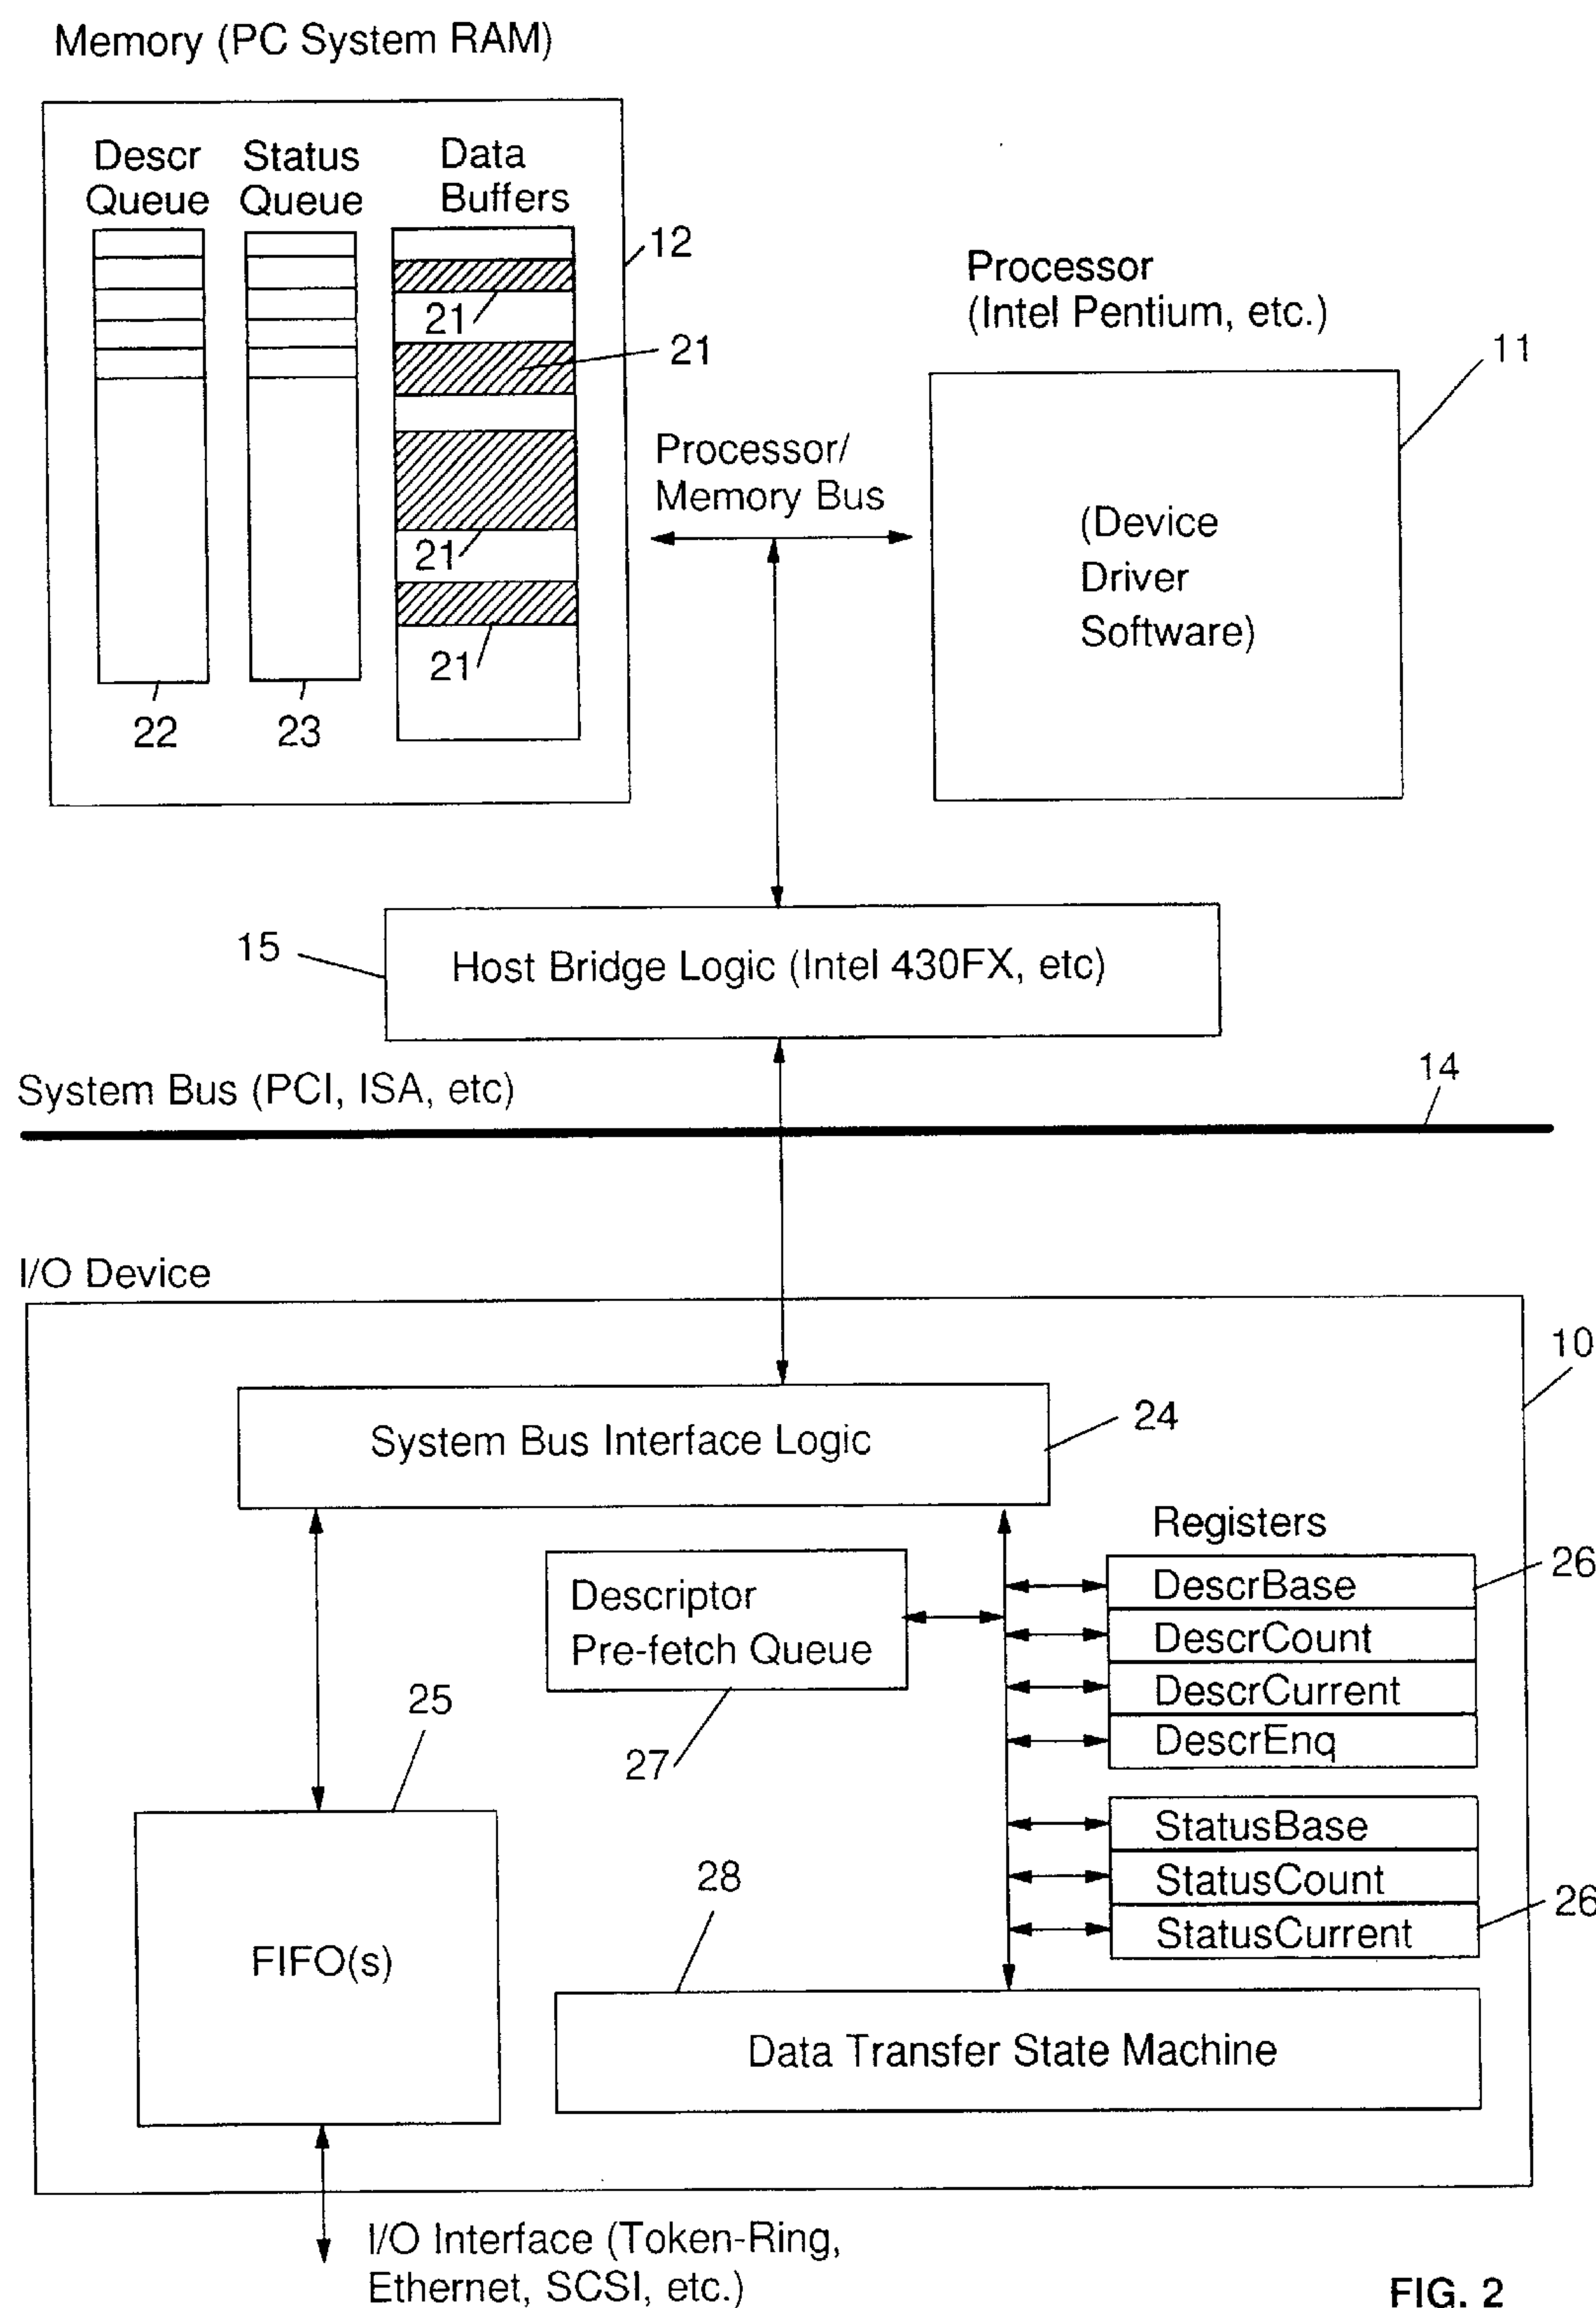 Memory (PC System RAM)
Descr
Queue
Status
Queue
Data
Buffers
12
21
21
21
21
22
23
Processor
(Intel Pentium, etc.)
11
Processor/
Memory Bus
(Device
Driver
Software)
15
Host Bridge Logic (Intel 430FX, etc)
System Bus (PCI, ISA, etc)
14
I/O Device
10
System Bus Interface Logic
24
Registers
26
Descriptor
Pre-fetch Queue
27
DescrBase
DescrCount
DescrCurrent
DescrEnq
25
StatusBase
StatusCount
StatusCurrent
26
28
FIFO(s)
Data Transfer State Machine
I/O Interface (Token-Ring,
Ethernet, SCSI, etc.)
FIG. 2